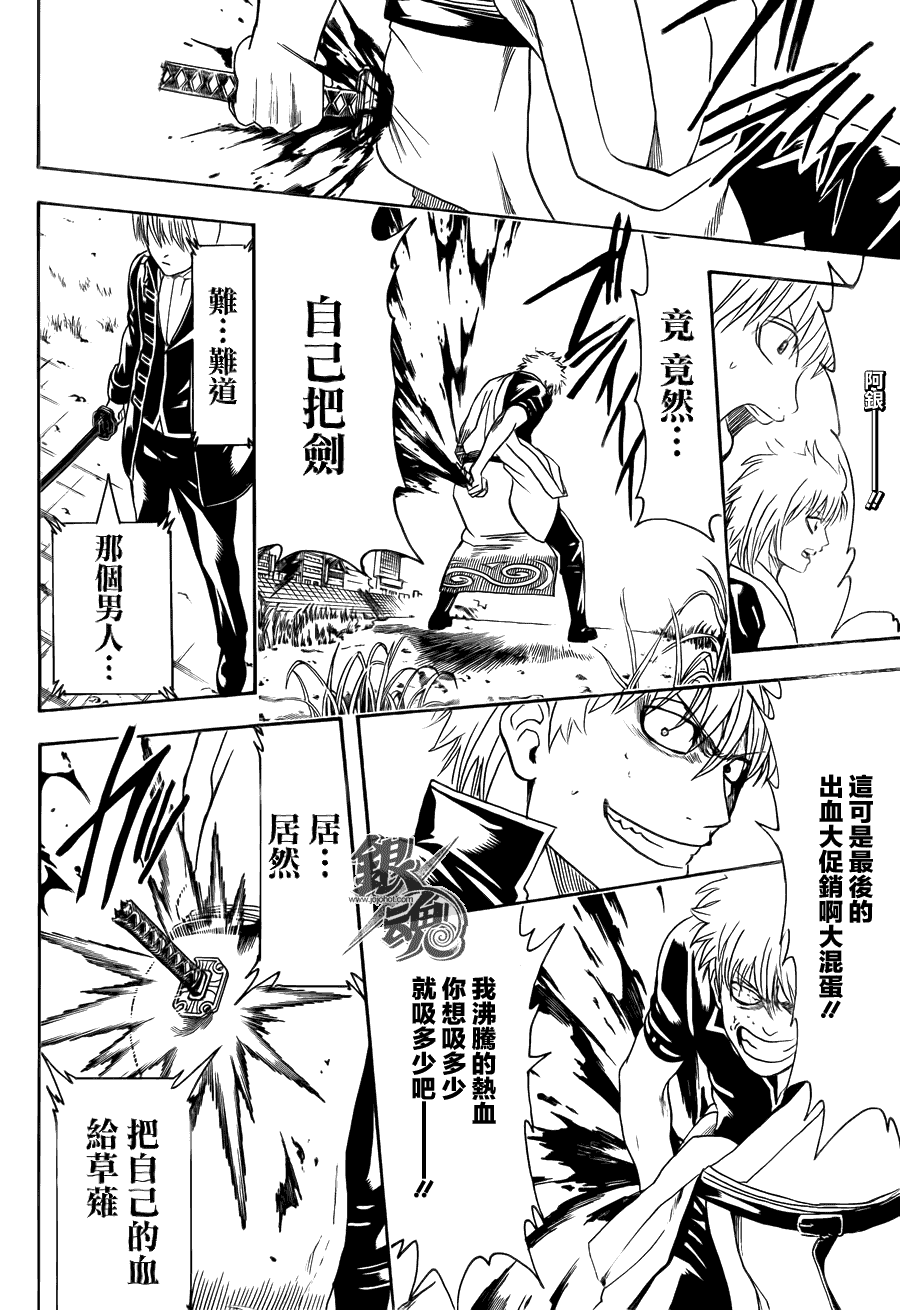 阿銀——!!
竟 竟然…
自己把劍
難…難道
那個男人…
這可是最後的
出血大促銷啊大混蛋!!
我沸騰的熱血
你想吸多少
就吸多少吧——!!
居…
居然
銀魂
www.jojohot.com
把自己的血
給草薙